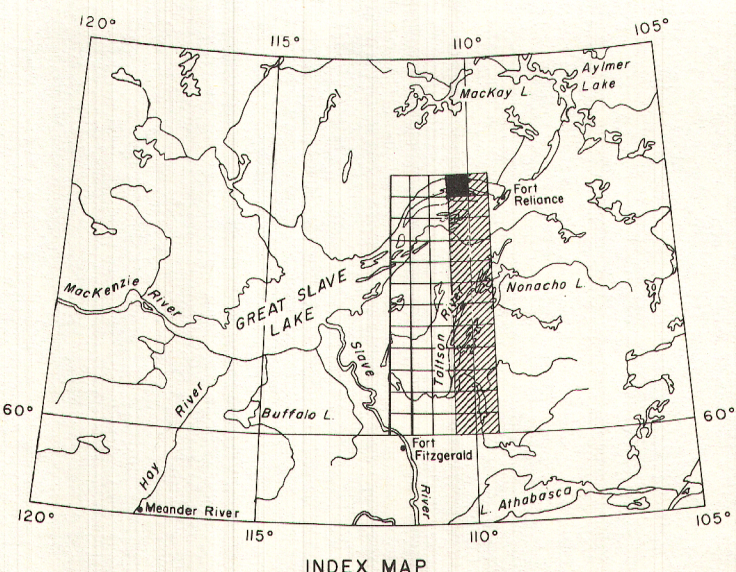 120°
115°
110°
105°
Aylmer
Lake
MacKay L.
Fort
Reliance
MacKenzie
River
GREAT SLAVE
LAKE
Nonacho L.
Taltson
River
Slave
River
60°
Hay
River
Buffalo L.
60°
Fort
Fitzgerald
L. Athabasca
Meander River
120°
115°
110°
105°
INDEX MAP